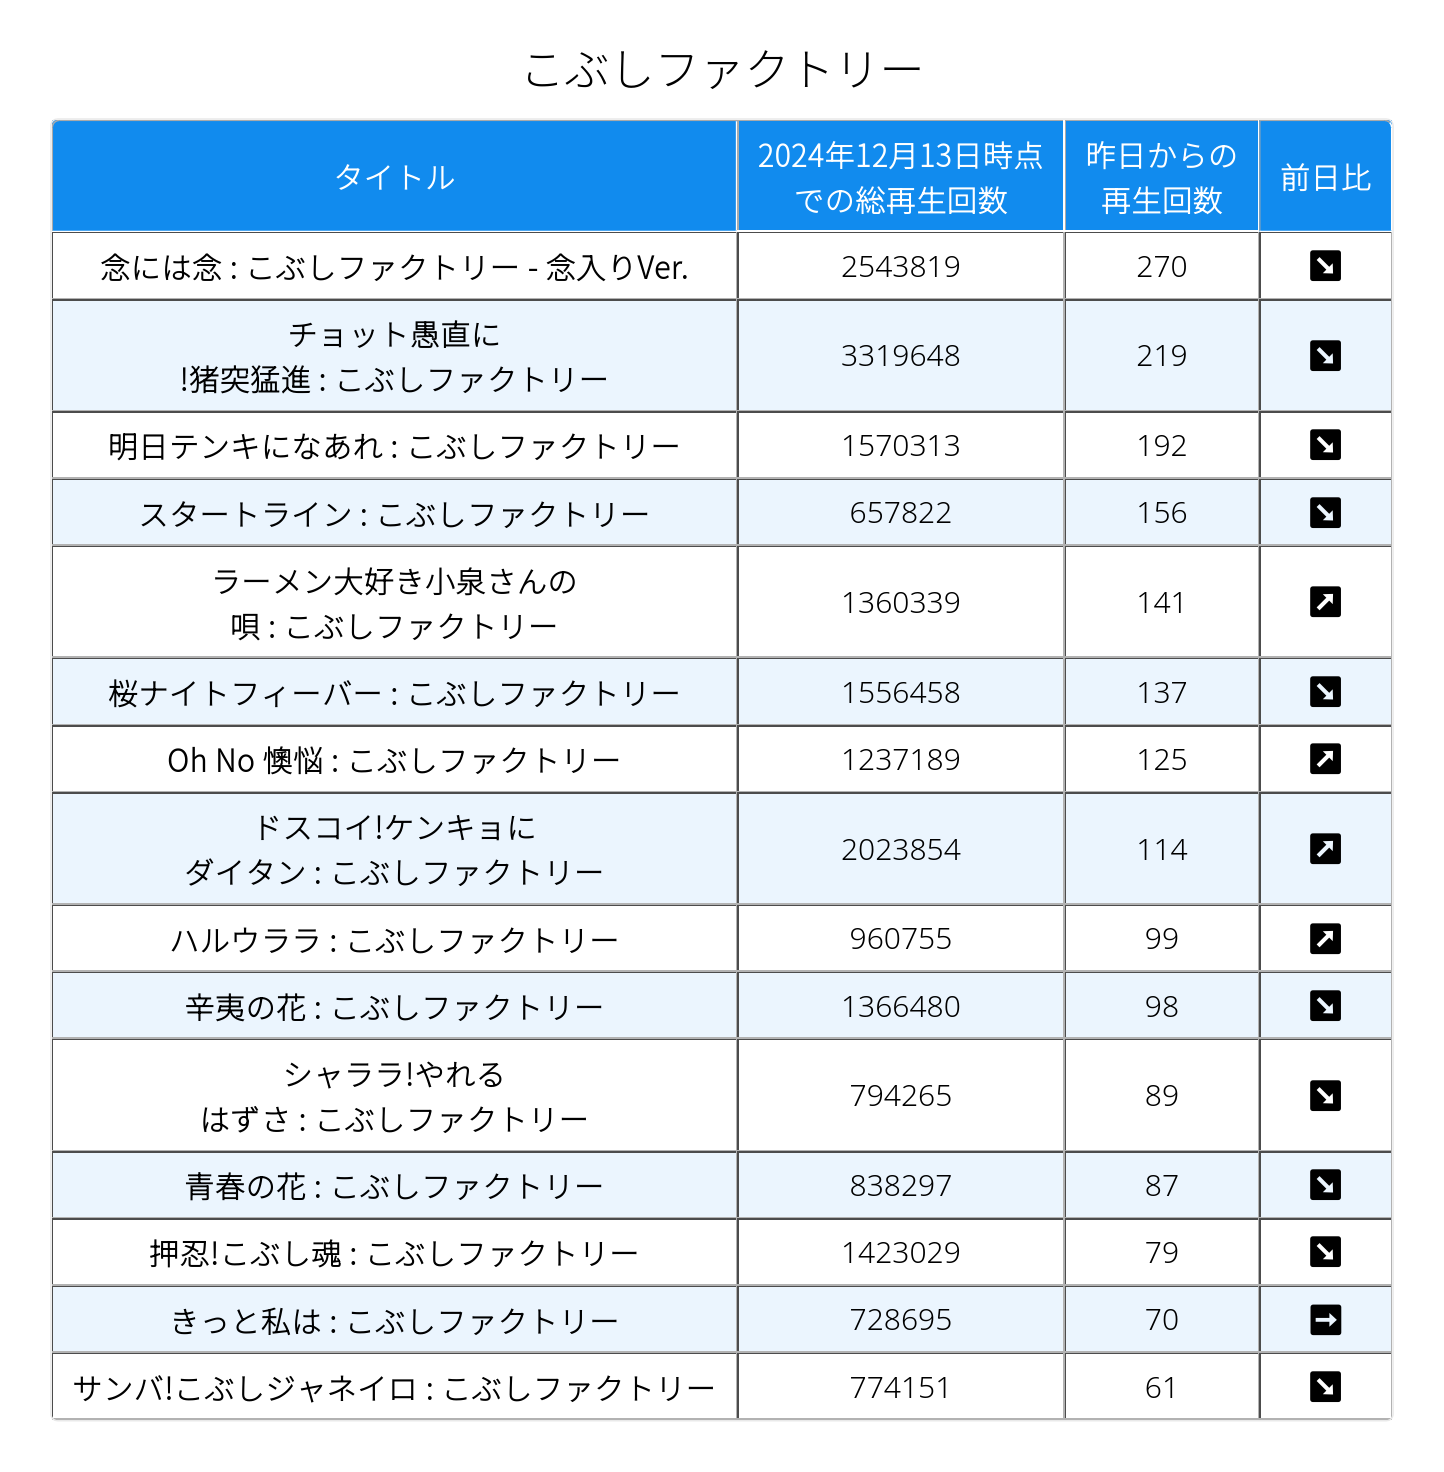 こぶしファクトリー
タイトル
2024年12月13日時点
での総再生回数
昨日からの
再生回数
前日比
念には念 : こぶしファクトリー - 念入りVer.
2543819
270
チョット愚直に
!猪突猛進 : こぶしファクトリー
3319648
219
明日テンキになあれ : こぶしファクトリー
1570313
192
スタートライン : こぶしファクトリー
657822
156
ラーメン大好き小泉さんの
唄 : こぶしファクトリー
1360339
141
桜ナイトフィーバー : こぶしファクトリー
1556458
137
Oh No 懊悩 : こぶしファクトリー
1237189
125
ドスコイ!ケンキョに
ダイタン : こぶしファクトリー
2023854
114
ハルウララ : こぶしファクトリー
960755
99
辛夷の花 : こぶしファクトリー
1366480
98
シャララ!やれる
はずさ : こぶしファクトリー
794265
89
青春の花 : こぶしファクトリー
838297
87
押忍!こぶし魂 : こぶしファクトリー
1423029
79
きっと私は : こぶしファクトリー
728695
70
サンバ!こぶしジャネイロ : こぶしファクトリー
774151
61